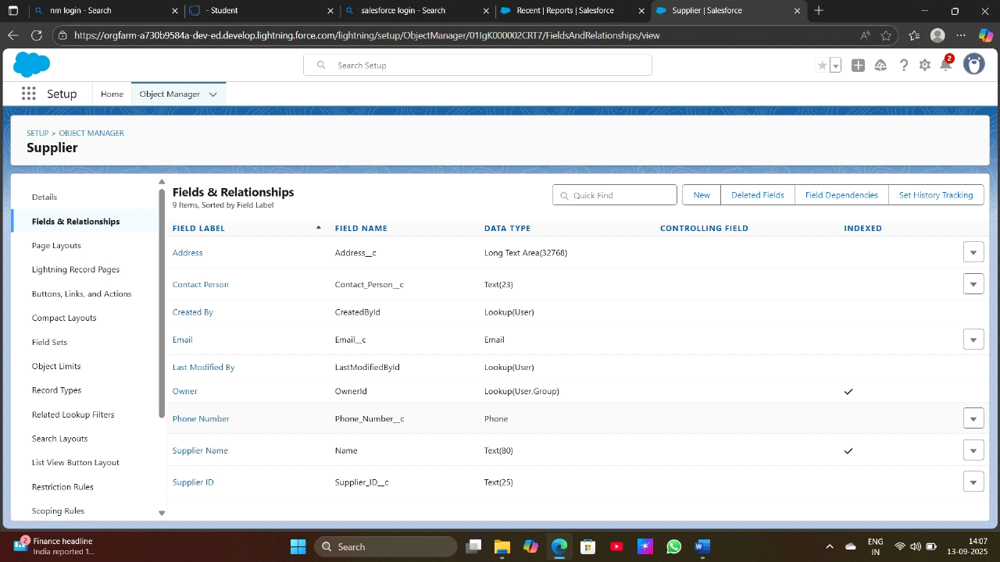 nm login - Search
- Student
salesforce login - Search
Recent | Reports | Salesforce
Supplier | Salesforce
https://orgfarm-a730b9584a-dev-ed.develop.lightning.force.com/lightning/setup/ObjectManager/01IgK000002CRT7/FieldsAndRelationships/view
Search Setup
2
Setup
Home
Object Manager
SETUP > OBJECT MANAGER
Supplier
Details
Fields & Relationships
Page Layouts
Lightning Record Pages
Buttons, Links, and Actions
Compact Layouts
Field Sets
Object Limits
Record Types
Related Lookup Filters
Search Layouts
List View Button Layout
Restriction Rules
Scoping Rules
Fields & Relationships
9 Items, Sorted by Field Label
Quick Find
New
Deleted Fields
Field Dependencies
Set History Tracking
FIELD LABEL FIELD NAME DATA TYPE CONTROLLING FIELD INDEXED
Address Address__c Long Text Area(32768)
Contact Person Contact_Person__c Text(23)
Created By CreatedById Lookup(User)
Email Email__c Email
Last Modified By LastModifiedById Lookup(User)
Owner OwnerId Lookup(User,Group)
Phone Number Phone_Number__c Phone
Supplier Name Name Text(80)
Supplier ID Supplier_ID__c Text(25)
2
Finance headline
India reported 1...
Search
ENG
IN
14:07
13-09-2025